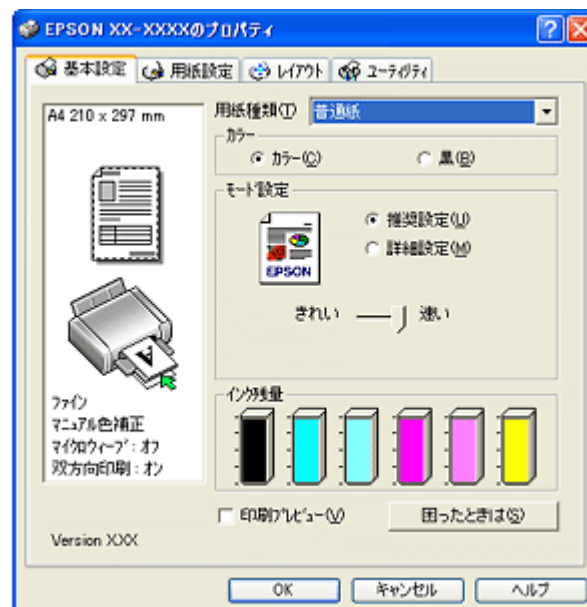 EPSON XX-XXXXのプロパティ
基本設定 用紙設定 レイアウト ユーティリティ
A4 210 x 297 mm
用紙種類(T) 普通紙
カラー
カラー(C) 黒(B)
モード設定
推奨設定(U)
詳細設定(M)
EPSON
きれい 速い
A
ファイン
マニュアル色補正
マイクロウィーブ : オフ
双方向印刷 : オン
インク残量
印刷プレビュー(V) 困ったときは(S)
Version X.XX
OK キャンセル ヘルプ